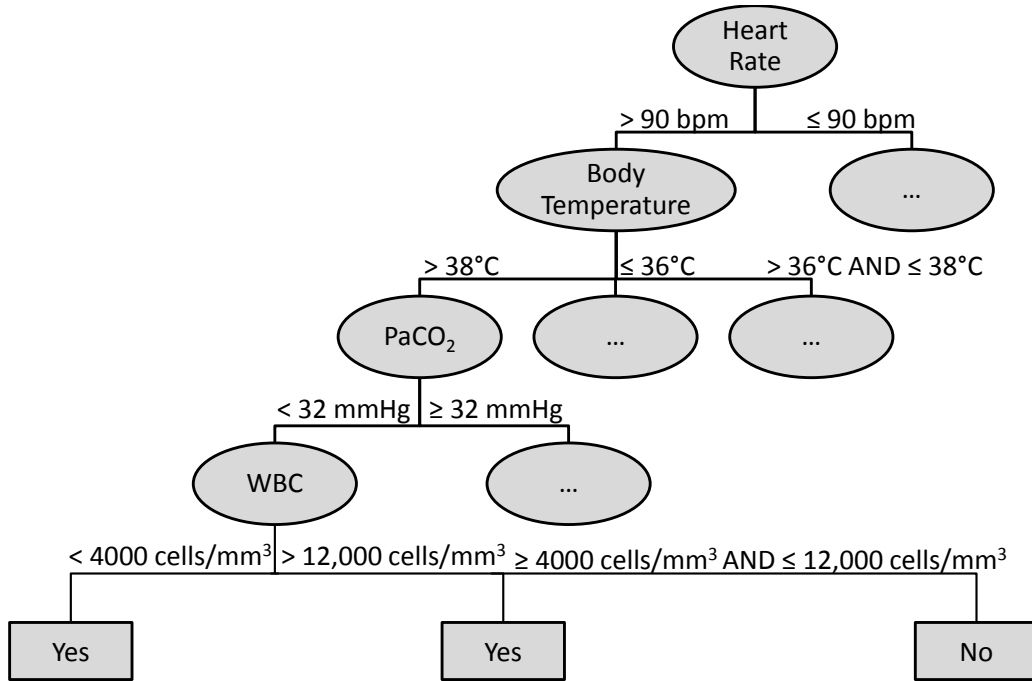 Heart
Rate
> 90 bpm
≤ 90 bpm
Body
Temperature
...
> 38°C
≤ 36°C
> 36°C AND ≤ 38°C
PaCO₂
...
...
< 32 mmHg
≥ 32 mmHg
WBC
...
< 4000 cells/mm³
> 12,000 cells/mm³
≥ 4000 cells/mm³ AND ≤ 12,000 cells/mm³
Yes
Yes
No